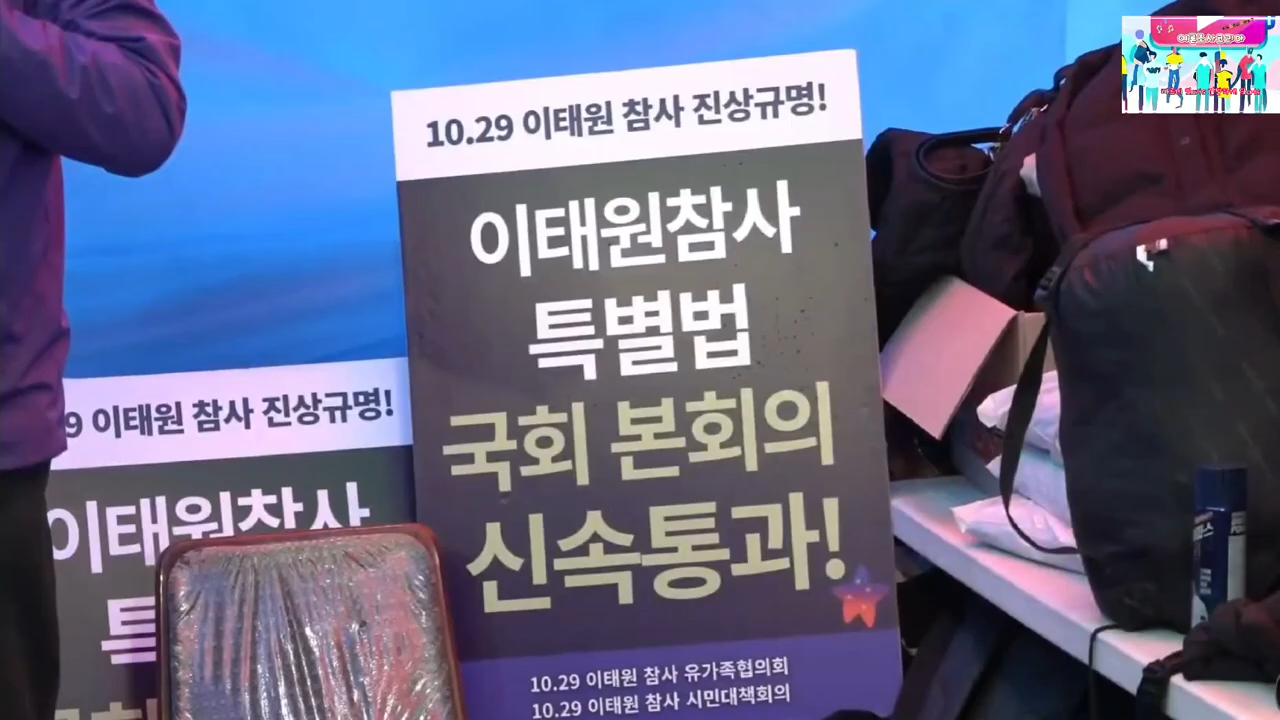 10.29 이태원 참사 진상규명!
이태원참사
특별법
국회 본회의
신속통과!
10.29 이태원 참사 유가족협의회
10.29 이태원 참사 시민대책회의
9 이태원 참사 진상규명!
이태원참사
특